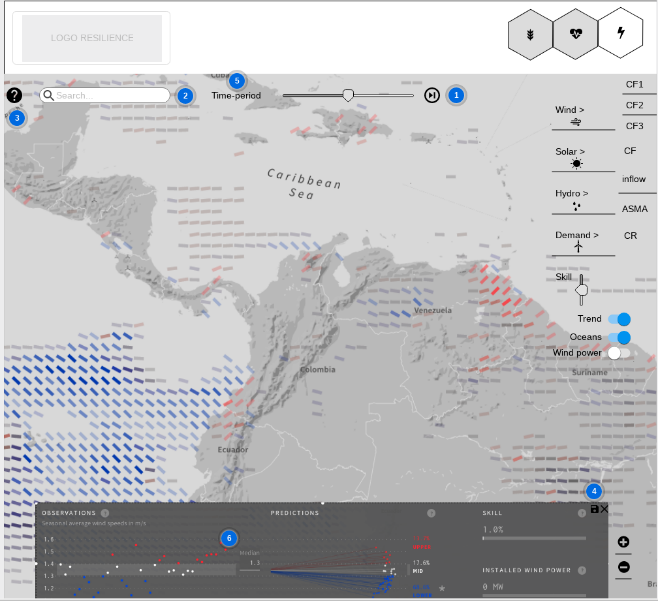 LOGO RESILIENCE
Cuba
5
Search...
2
Time-period
1
3
CF1
CF2
CF3
Wind >
Solar >
CF
inflow
Hydro >
ASMA
Demand >
CR
Caribbean
Sea
Skill
Venezuela
Trend
Oceans
Wind power
Colombia
Suriname
Ecuador
4
OBSERVATIONS
Seasonal average wind speeds in m/s
PREDICTIONS
SKILL
1.0%
1.6
1.5
1.4
1.3
1.2
6
Median
1.3
17.6%
MID
INSTALLED WIND POWER
0 MW
Bra